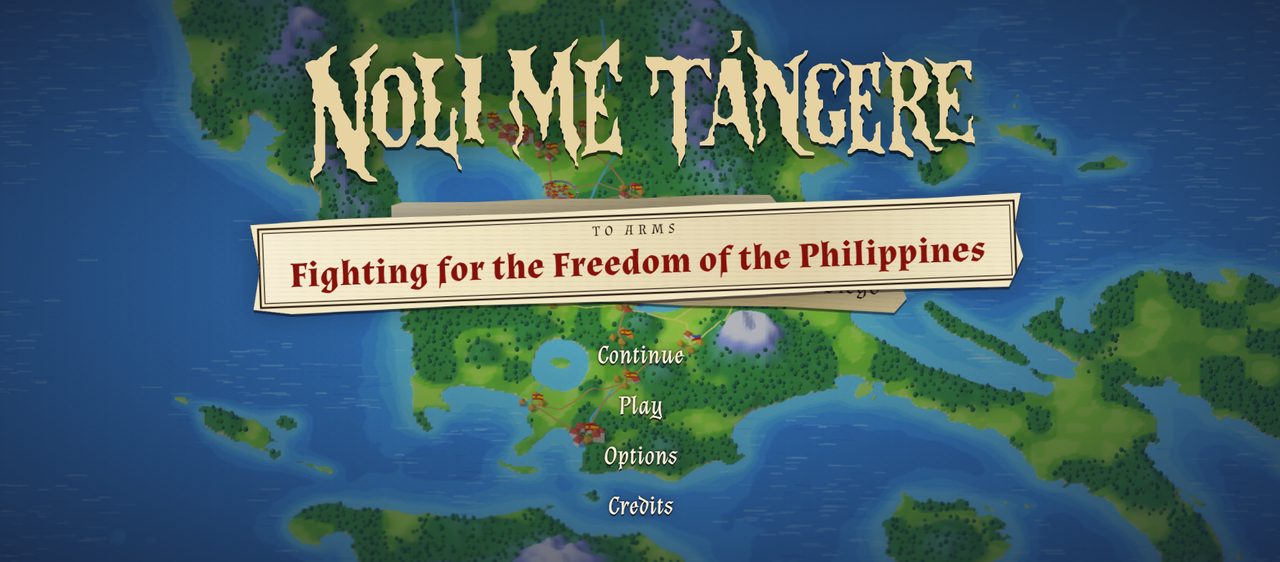 NOLI ME TÁNGERE
TO ARMS
Fighting for the Freedom of the Philippines
Continue
Play
Options
Credits